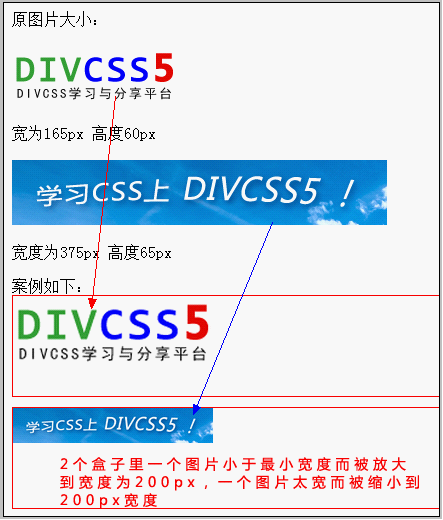 原图片大小：
DIVCSS5
DIVCSS学习与分享平台
宽为165px 高度60px
学习CSS上 DIVCSS5 ！
宽度为375px 高度65px
案例如下：
DIVCSS5
DIVCSS学习与分享平台
学习CSS上 DIVCSS5 ！
2个盒子里一个图片小于最小宽度而被放大
到宽度为200px，一个图片太宽而被缩小到
200px宽度